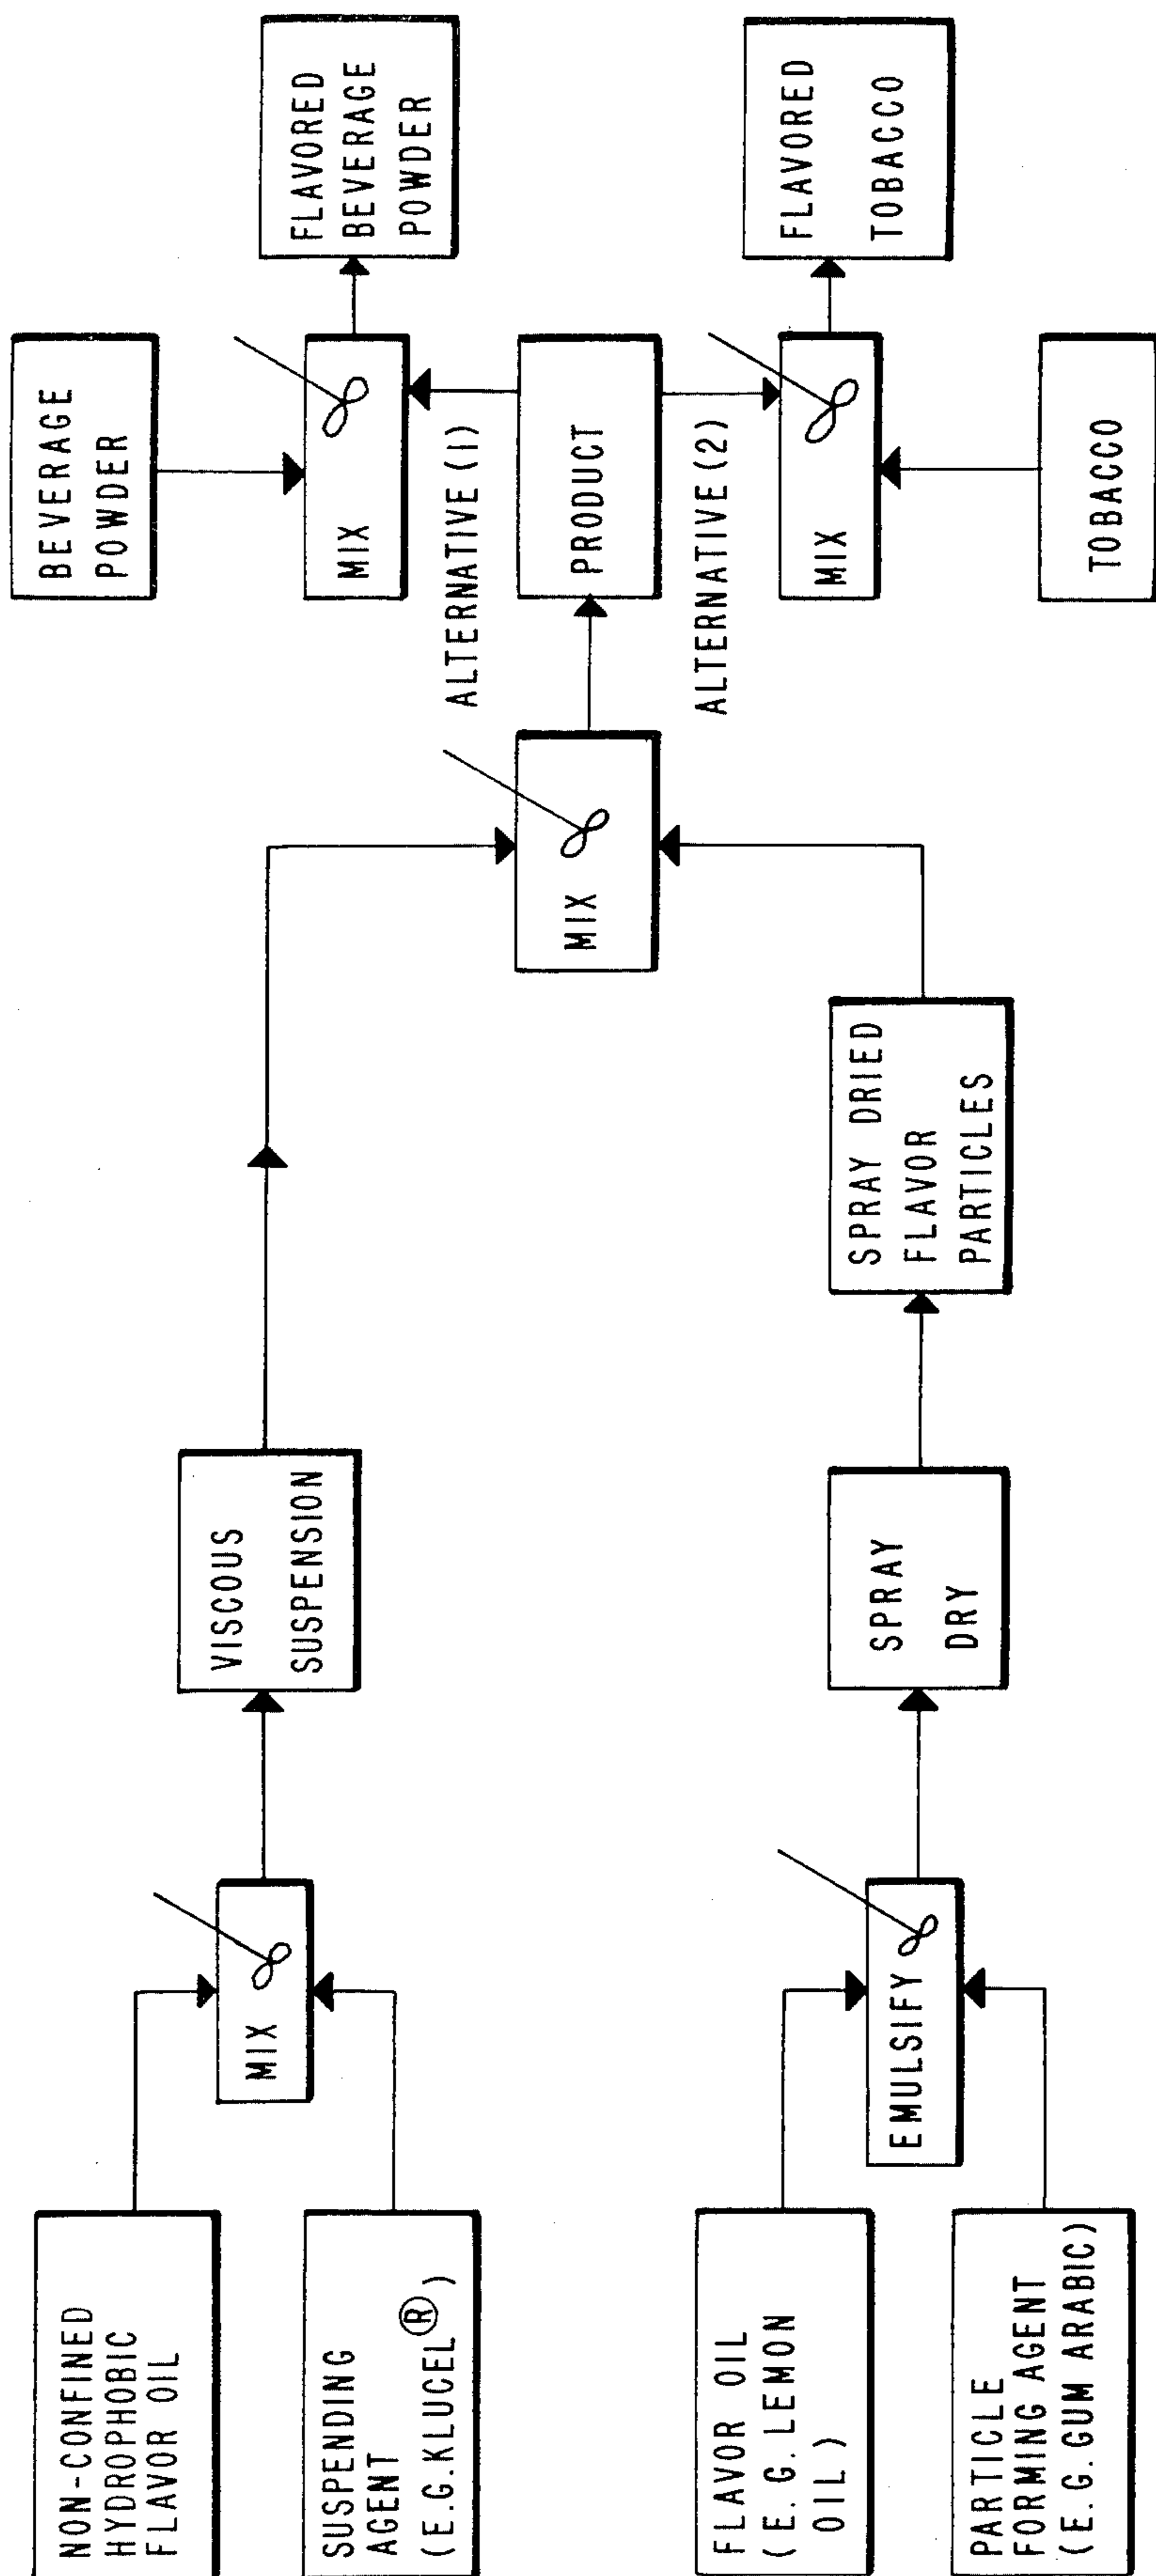 NON-CONFINED
HYDROPHOBIC
FLAVOR OIL
SUSPENDING
AGENT
(E.G.KLUCEL®)
MIX
VISCOUS
SUSPENSION
FLAVOR OIL
(E.G.LEMON
OIL)
PARTICLE
FORMING AGENT
(E.G.GUM ARABIC)
EMULSIFY
SPRAY
DRY
SPRAY DRIED
FLAVOR
PARTICLES
MIX
ALTERNATIVE (1)
PRODUCT
ALTERNATIVE (2)
BEVERAGE
POWDER
MIX
FLAVORED
BEVERAGE
POWDER
MIX
TOBACCO
FLAVORED
TOBACCO